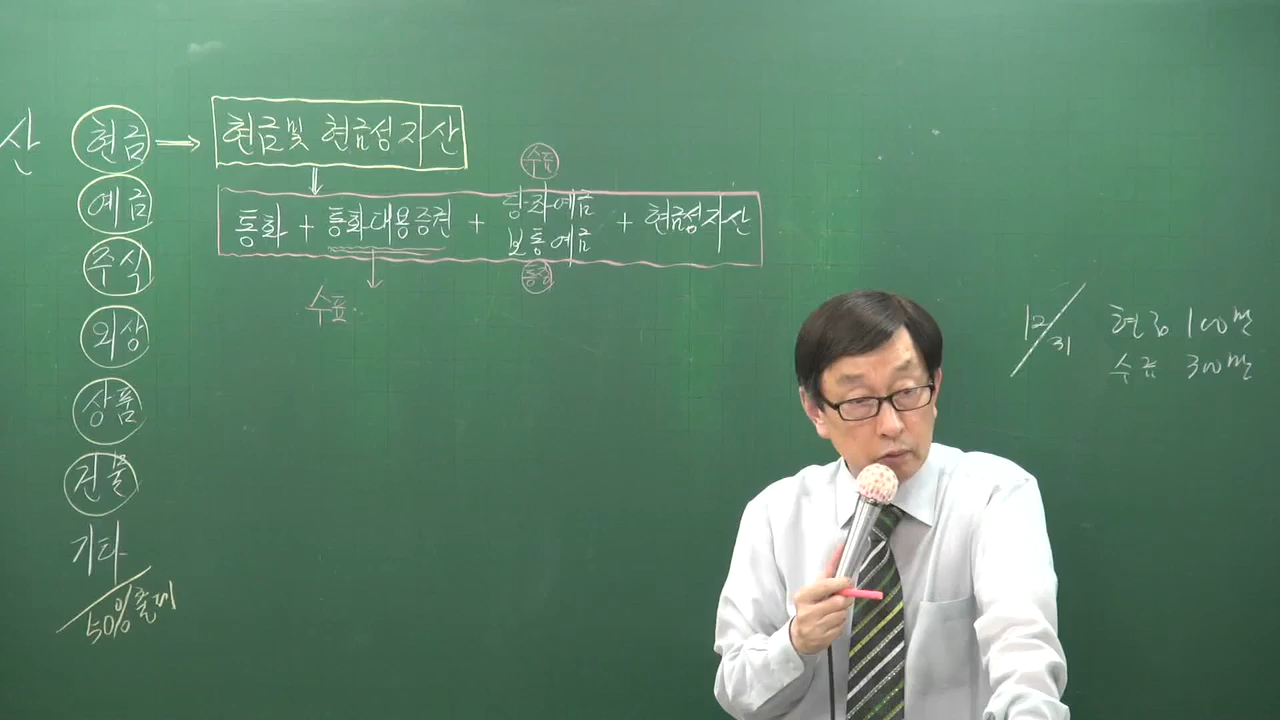 산
현금
예금
주식
외상
상품
건물
기타
50% 출제
현금및 현금성자산
수표
통화 + 통화대용증권 + 당좌예금 보통예금 + 현금성자산
통장
수표
12/31 현금 100만
수표 300만